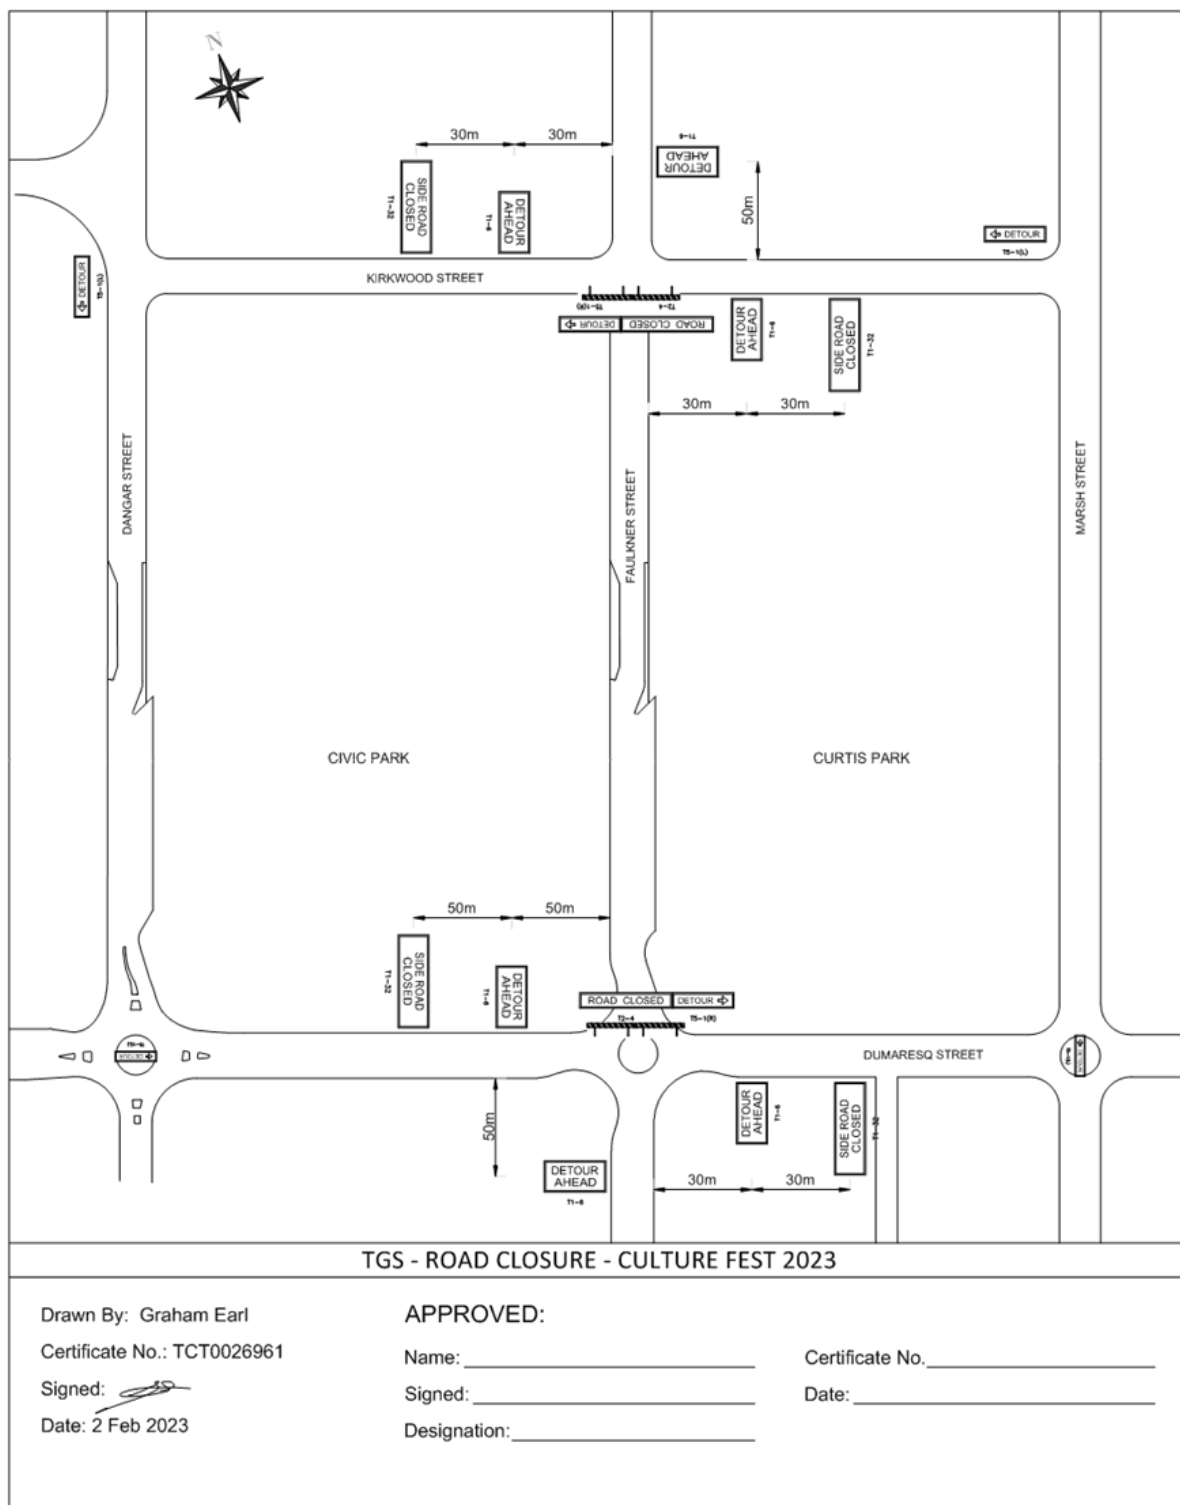 N
30m
30m
T1-6
DETOUR
AHEAD
SIDE ROAD
CLOSED
T1-32
DETOUR
AHEAD
T1-6
50m
DETOUR
T5-1(L)
DETOUR
T5-1(L)
KIRKWOOD STREET
T5-1(R)
T2-4
DETOUR
ROAD CLOSED
DETOUR
AHEAD
T1-6
SIDE ROAD
CLOSED
T1-32
30m
30m
DANGAR STREET
FAULKNER STREET
MARSH STREET
CIVIC PARK
CURTIS PARK
50m
50m
SIDE ROAD
CLOSED
T1-32
DETOUR
AHEAD
T1-6
ROAD CLOSED
DETOUR
T2-4
T5-1(R)
DETOUR
DUMARESQ STREET
DETOUR
50m
DETOUR
AHEAD
T1-6
SIDE ROAD
CLOSED
T1-32
DETOUR
AHEAD
T1-6
30m
30m
TGS - ROAD CLOSURE - CULTURE FEST 2023
Drawn By: Graham Earl
Certificate No.: TCT0026961
Signed:
Date: 2 Feb 2023
APPROVED:
Name:
Certificate No.
Signed:
Date:
Designation: